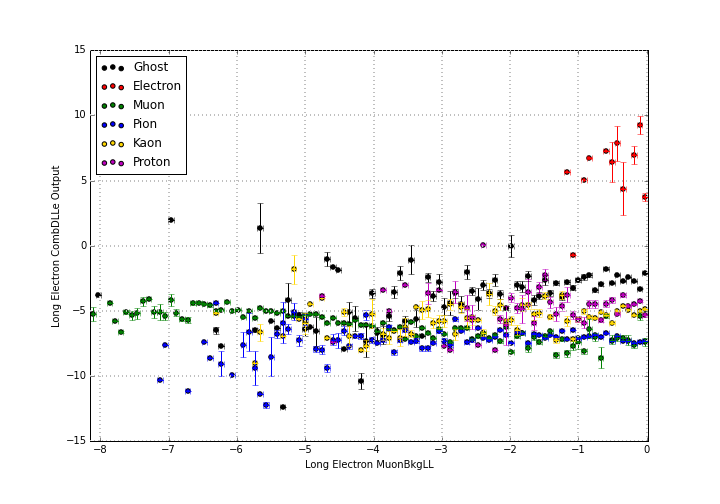 15
10
5
0
−5
−10
−15
Long Electron CombDLLe Output
Ghost
Electron
Muon
Pion
Kaon
Proton
−8 −7 −6 −5 −4 −3 −2 −1 0
Long Electron MuonBkgLL